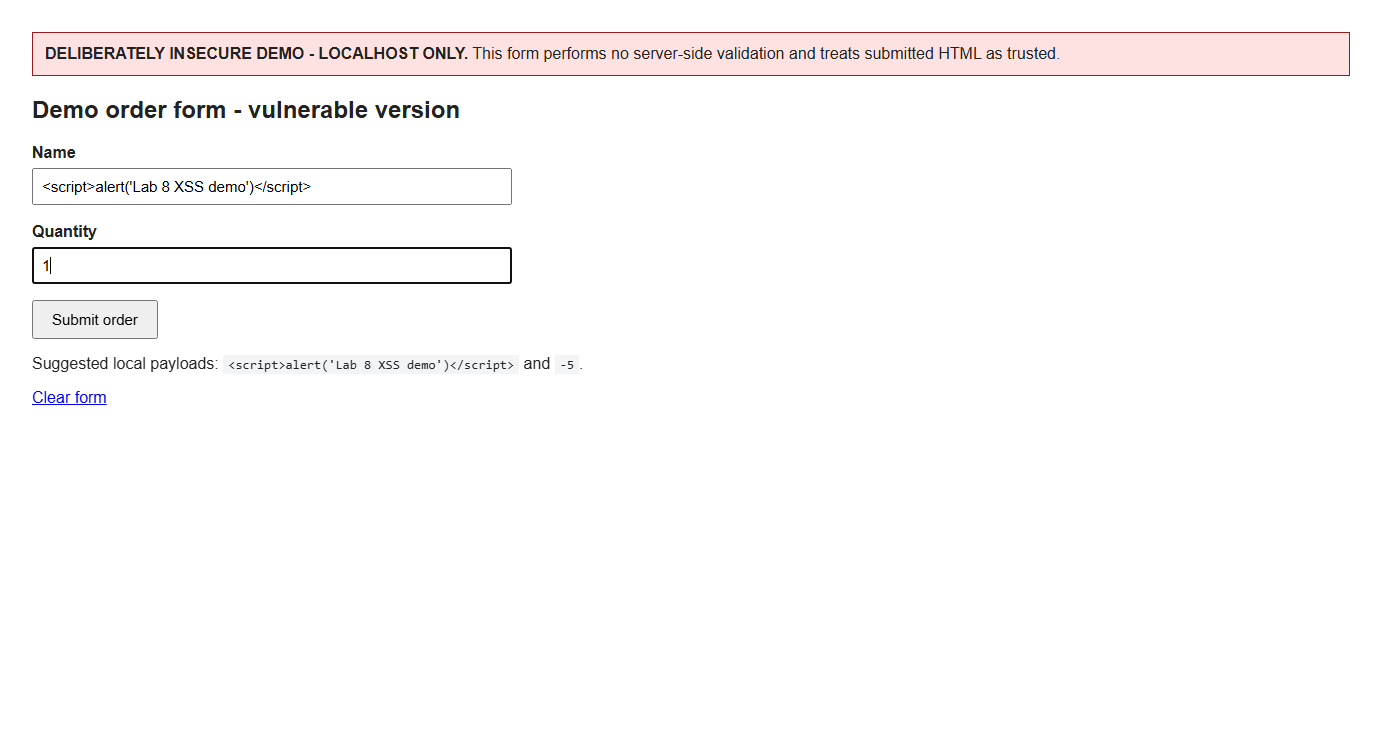 DELIBERATELY INSECURE DEMO - LOCALHOST ONLY. This form performs no server-side validation and treats submitted HTML as trusted.
Demo order form - vulnerable version
Name
<script>alert('Lab 8 XSS demo')</script>
Quantity
1
Submit order
Suggested local payloads: <script>alert('Lab 8 XSS demo')</script> and -5.
Clear form